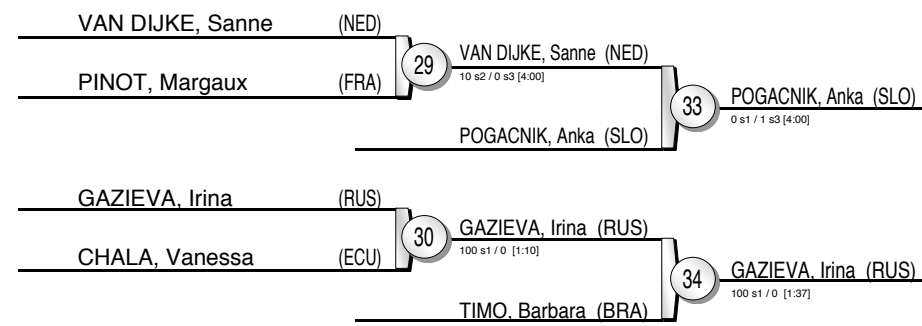 VAN DIJKE, Sanne (NED)
PINOT, Margaux (FRA)
29
VAN DIJKE, Sanne (NED)
10 s2 / 0 s3 [4:00]
POGACNIK, Anka (SLO)
33
POGACNIK, Anka (SLO)
0 s1 / 1 s3 [4:00]
GAZIEVA, Irina (RUS)
CHALA, Vanessa (ECU)
30
GAZIEVA, Irina (RUS)
100 s1 / 0 [1:10]
TIMO, Barbara (BRA)
34
GAZIEVA, Irina (RUS)
100 s1 / 0 [1:37]